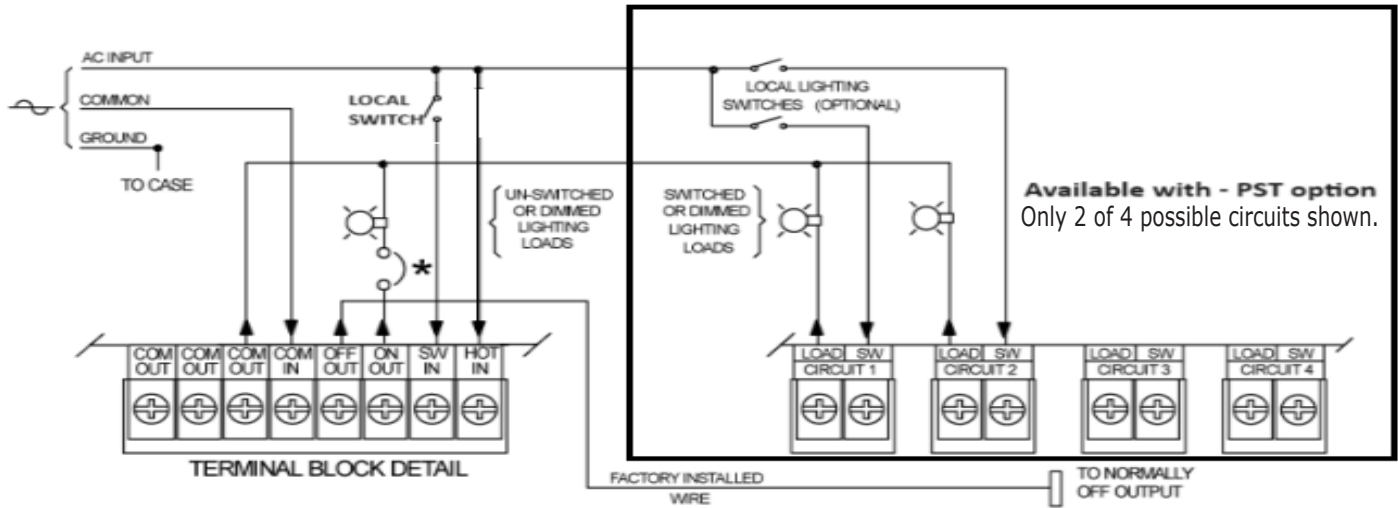 AC INPUT
COMMON
GROUND
TO CASE
LOCAL
SWITCH
*
UN-SWITCHED
OR DIMMED
LIGHTING
LOADS
LOCAL LIGHTING
SWITCHES (OPTIONAL)
SWITCHED
OR DIMMED
LIGHTING
LOADS
Available with - PST option
Only 2 of 4 possible circuits shown.
COM OUT
COM OUT
COM OUT
COM IN
OFF OUT
ON OUT
SW IN
HOT IN
TERMINAL BLOCK DETAIL
LOAD SW
CIRCUIT 1
LOAD SW
CIRCUIT 2
LOAD SW
CIRCUIT 3
LOAD SW
CIRCUIT 4
FACTORY INSTALLED
WIRE
TO NORMALLY
OFF OUTPUT